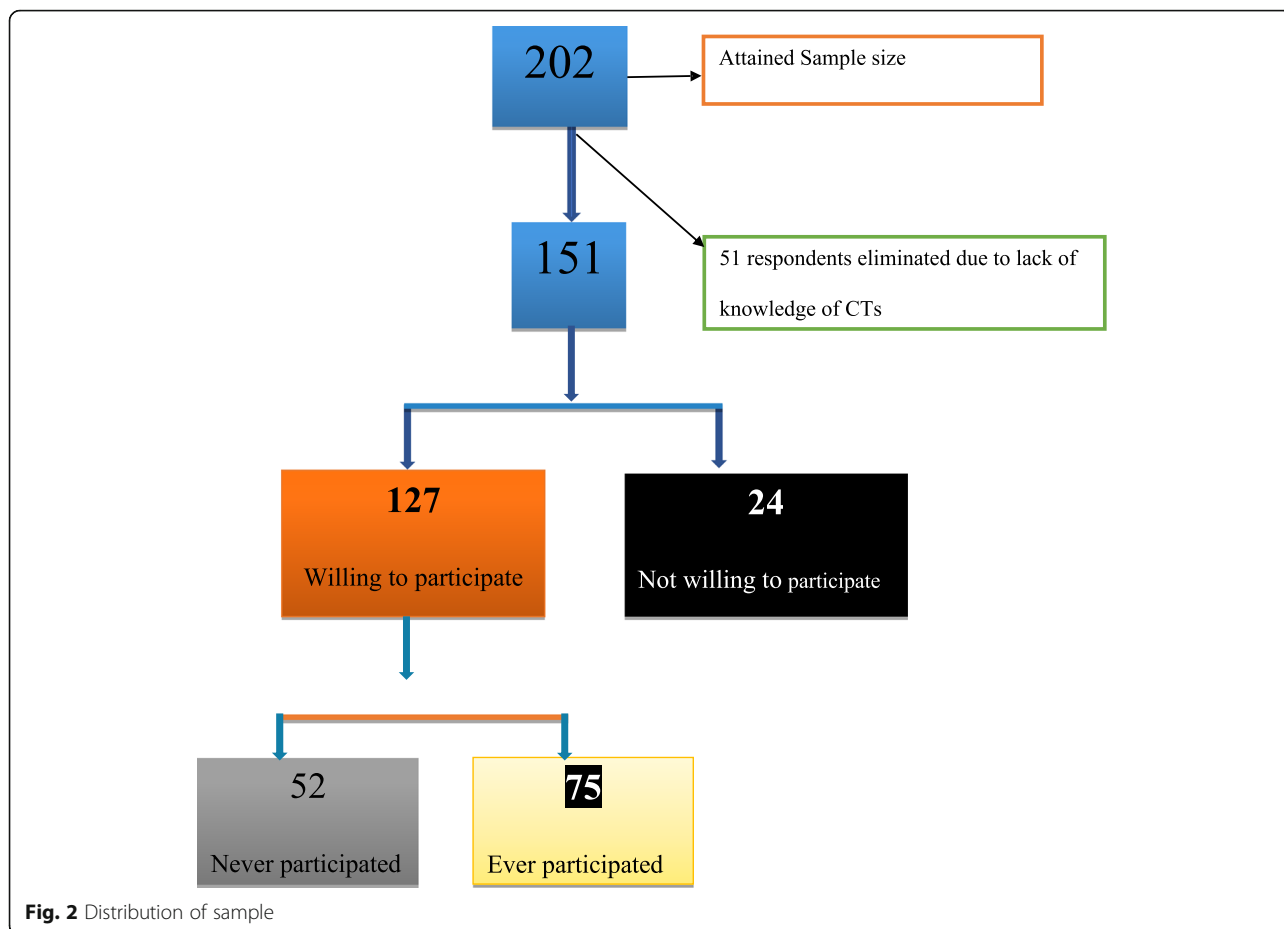 202
Attained Sample size
151
51 respondents eliminated due to lack of
knowledge of CTs
127
Willing to participate
24
Not willing to participate
52
Never participated
75
Ever participated
Fig. 2 Distribution of sample